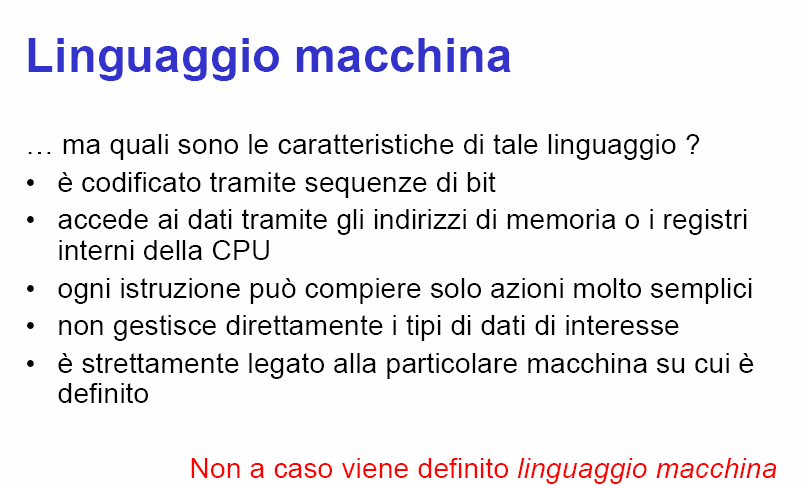 Linguaggio macchina
… ma quali sono le caratteristiche di tale linguaggio ?
• è codificato tramite sequenze di bit
• accede ai dati tramite gli indirizzi di memoria o i registri
interni della CPU
• ogni istruzione può compiere solo azioni molto semplici
• non gestisce direttamente i tipi di dati di interesse
• è strettamente legato alla particolare macchina su cui è
definito
Non a caso viene definito linguaggio macchina